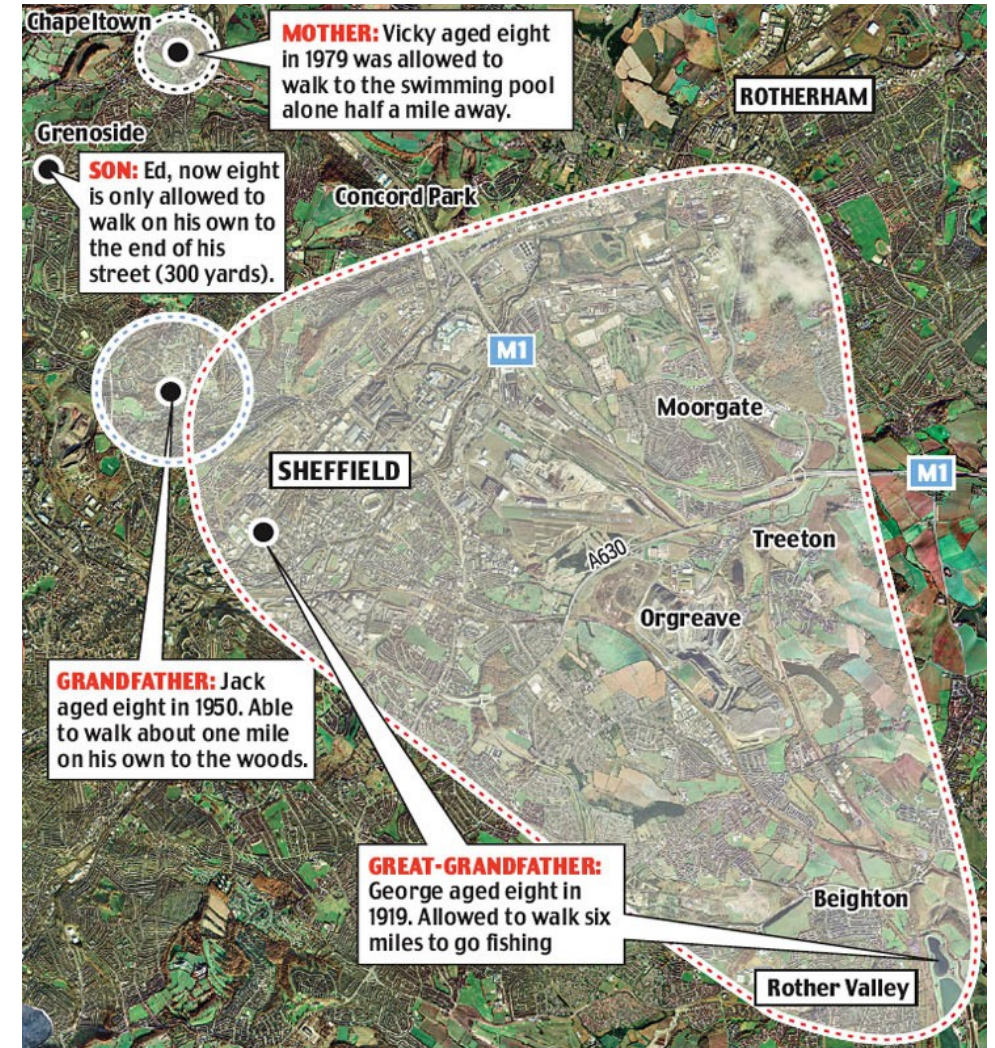 Chapeltown
MOTHER: Vicky aged eight
in 1979 was allowed to
walk to the swimming pool
alone half a mile away.
ROTHERHAM
Grenoside
SON: Ed, now eight
is only allowed to
walk on his own to
the end of his
street (300 yards).
Concord Park
M1
Moorgate
SHEFFIELD
M1
A630
Treeton
Orgreave
GRANDFATHER: Jack
aged eight in 1950. Able
to walk about one mile
on his own to the woods.
GREAT-GRANDFATHER:
George aged eight in
1919. Allowed to walk six
miles to go fishing
Beighton
Rother Valley